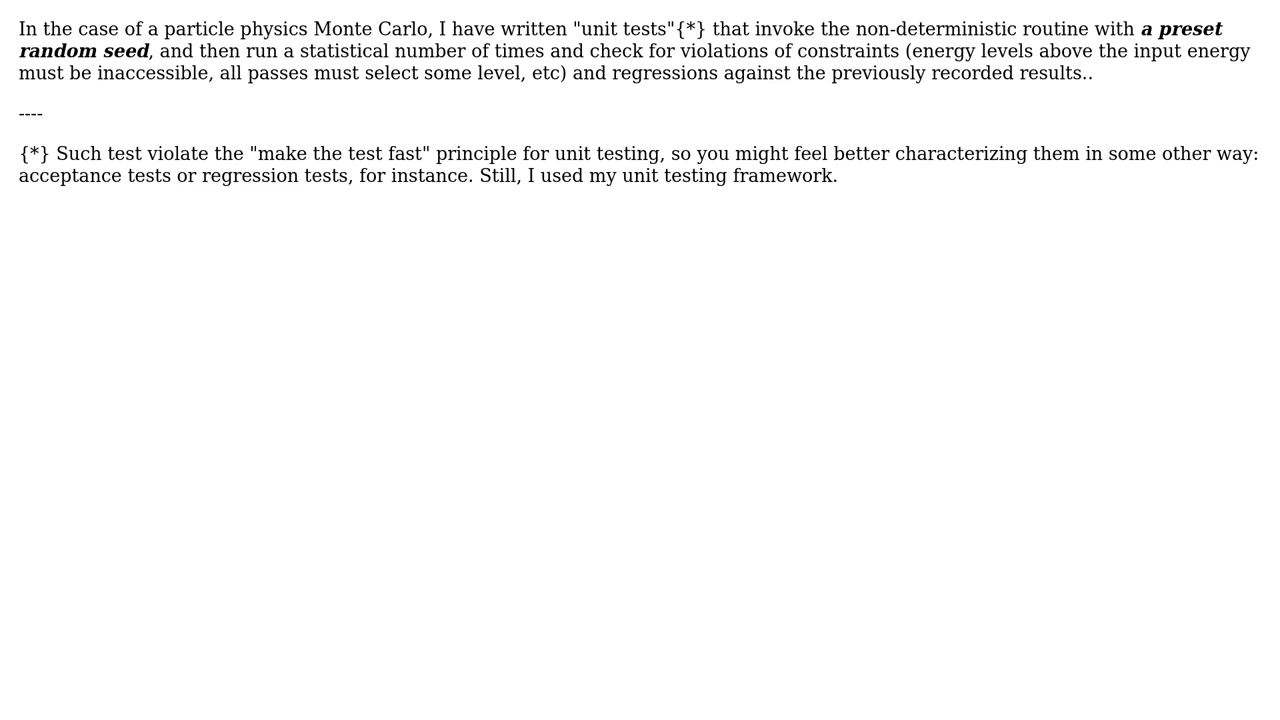 In the case of a particle physics Monte Carlo, I have written "unit tests"{*} that invoke the non-deterministic routine with a preset
random seed, and then run a statistical number of times and check for violations of constraints (energy levels above the input energy
must be inaccessible, all passes must select some level, etc) and regressions against the previously recorded results..
----
{*} Such test violate the "make the test fast" principle for unit testing, so you might feel better characterizing them in some other way:
acceptance tests or regression tests, for instance. Still, I used my unit testing framework.